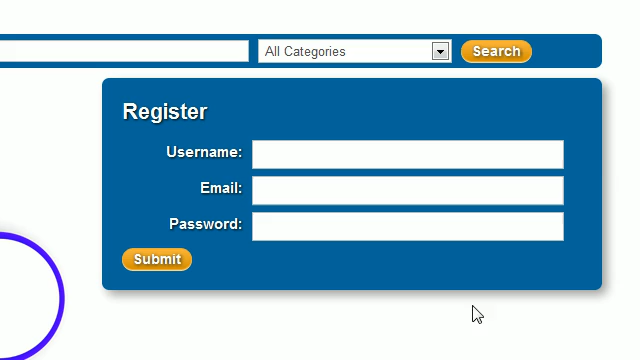 All Categories Search
Register
Username:
Email:
Password:
Submit